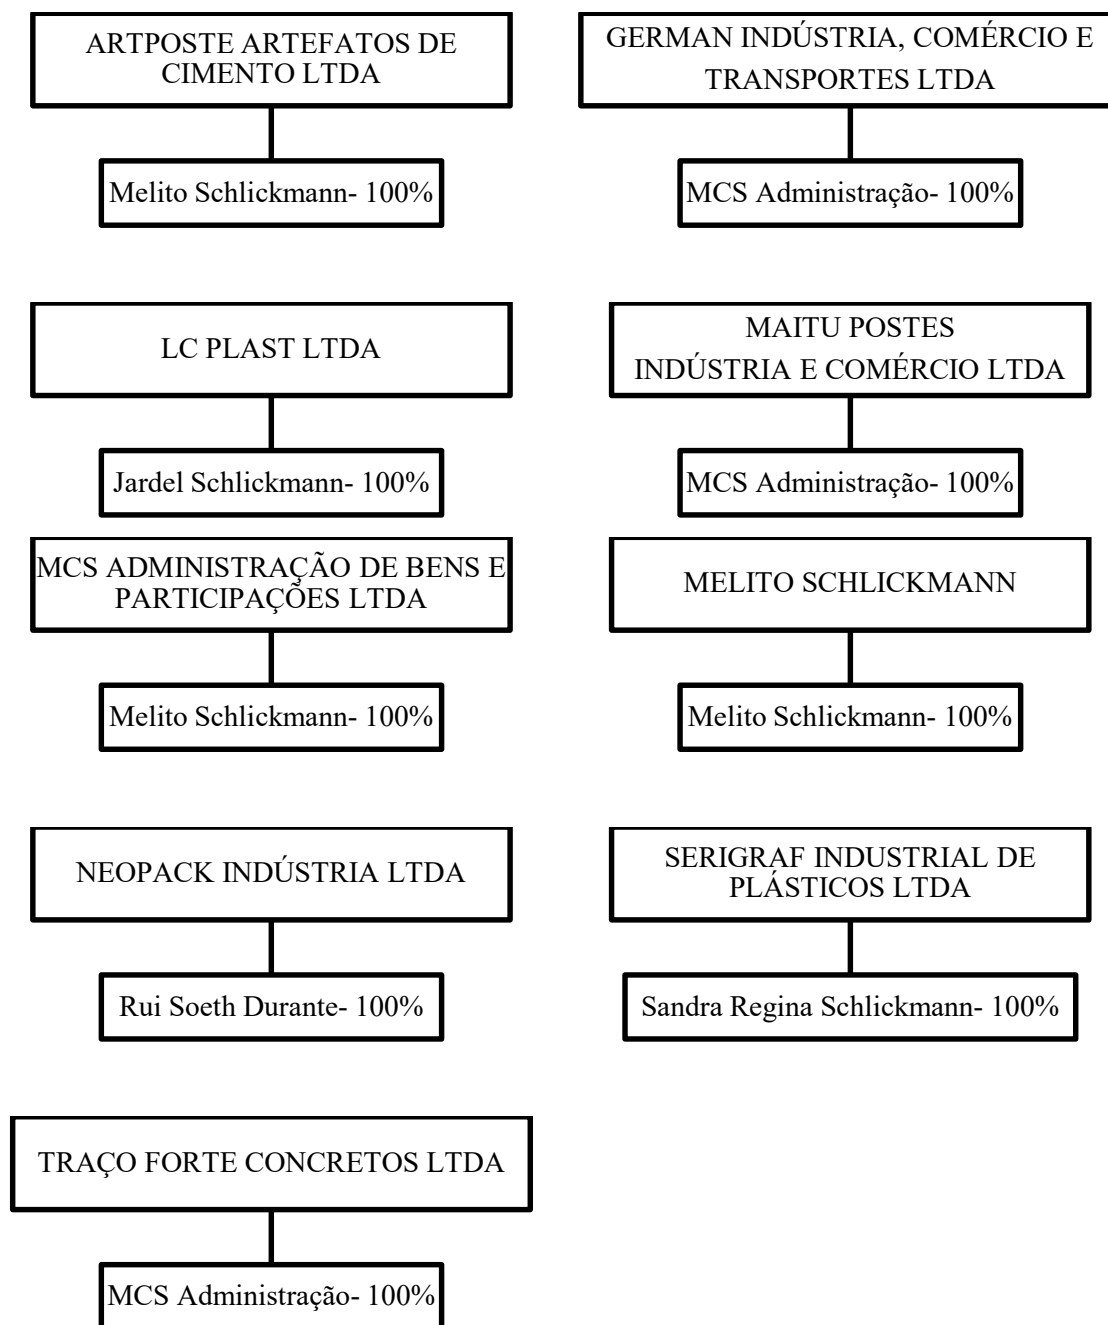 ARTPOSTE ARTEFATOS DE
CIMENTO LTDA
Melito Schlickmann- 100%
GERMAN INDÚSTRIA, COMÉRCIO E
TRANSPORTES LTDA
MCS Administração- 100%
LC PLAST LTDA
Jardel Schlickmann- 100%
MAITU POSTES
INDÚSTRIA E COMÉRCIO LTDA
MCS Administração- 100%
MCS ADMINISTRAÇÃO DE BENS E
PARTICIPAÇÕES LTDA
Melito Schlickmann- 100%
MELITO SCHLICKMANN
Melito Schlickmann- 100%
NEOPACK INDÚSTRIA LTDA
Rui Soeth Durante- 100%
SERIGRAF INDUSTRIAL DE
PLÁSTICOS LTDA
Sandra Regina Schlickmann- 100%
TRAÇO FORTE CONCRETOS LTDA
MCS Administração- 100%